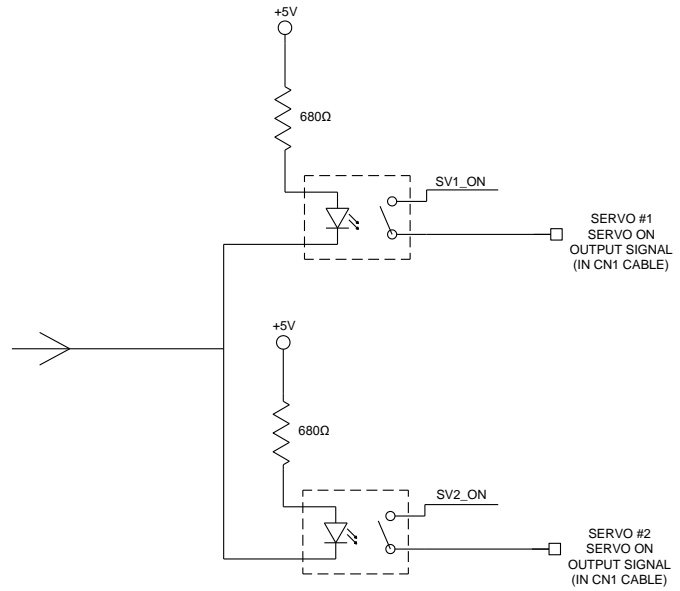 +5V
680Ω
SV1_ON
SERVO #1
SERVO ON
OUTPUT SIGNAL
(IN CN1 CABLE)
+5V
680Ω
SV2_ON
SERVO #2
SERVO ON
OUTPUT SIGNAL
(IN CN1 CABLE)